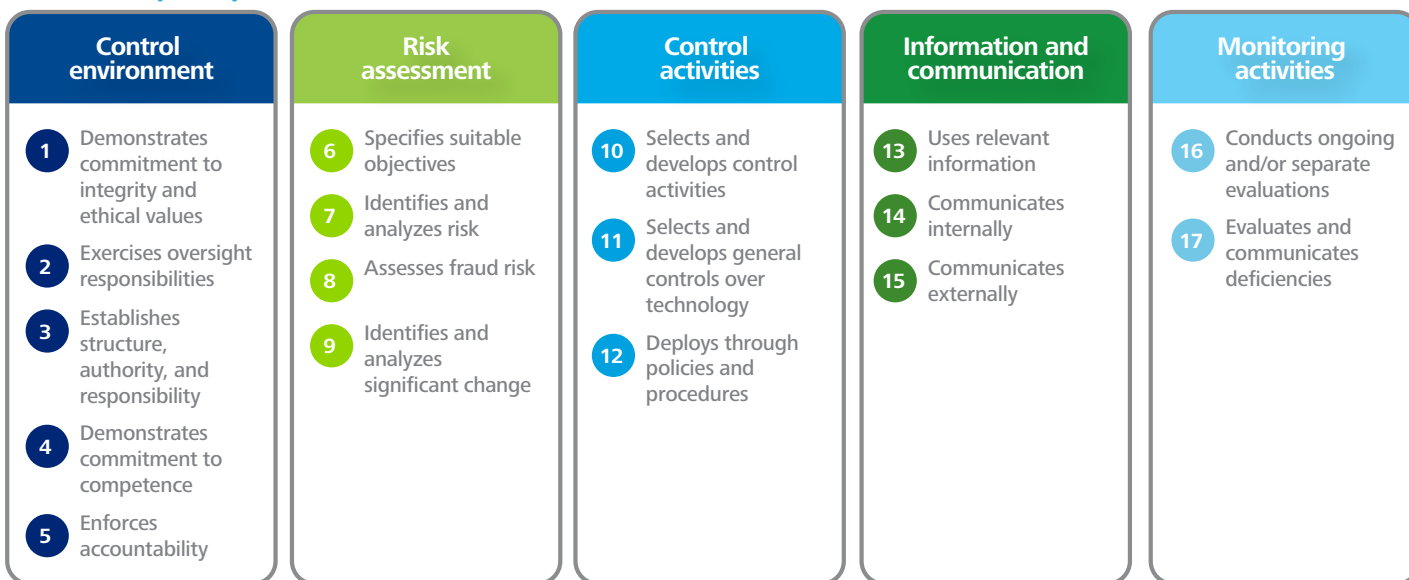 Control
environment
1
Demonstrates
commitment to
integrity and
ethical values
2
Exercises oversight
responsibilities
3
Establishes
structure,
authority, and
responsibility
4
Demonstrates
commitment to
competence
5
Enforces
accountability
Risk
assessment
6
Specifies suitable
objectives
7
Identifies and
analyzes risk
8
Assesses fraud risk
9
Identifies and
analyzes
significant change
Control
activities
10
Selects and
develops control
activities
11
Selects and
develops general
controls over
technology
12
Deploys through
policies and
procedures
Information and
communication
13
Uses relevant
information
14
Communicates
internally
15
Communicates
externally
Monitoring
activities
16
Conducts ongoing
and/or separate
evaluations
17
Evaluates and
communicates
deficiencies